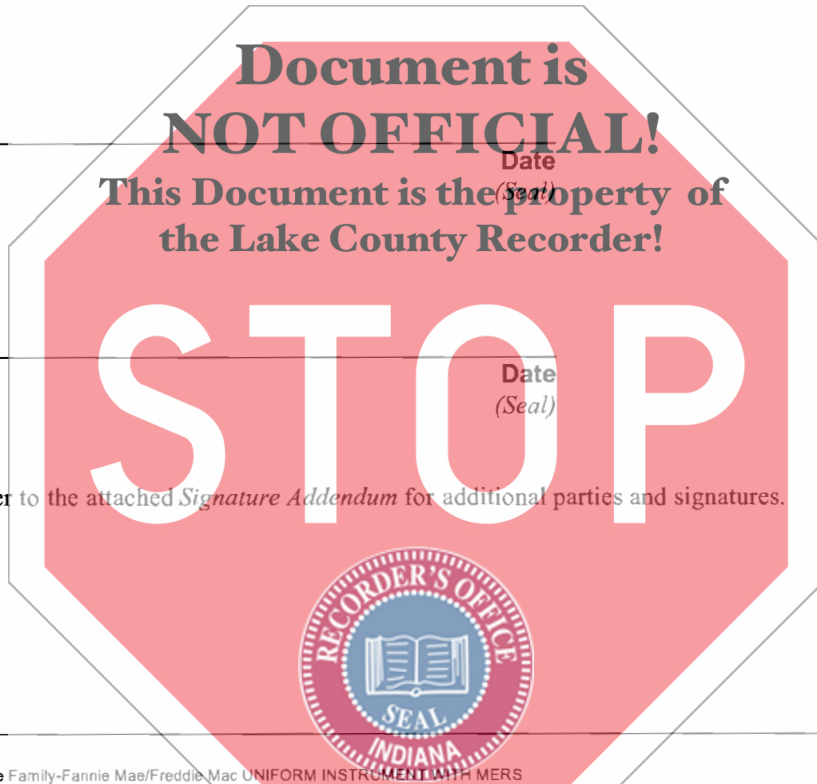 Document is
NOT OFFICIAL!
Date
This Document is the property of
(Seal)
the Lake County Recorder!
STOP
Date
(Seal)
er to the attached Signature Addendum for additional parties and signatures.
RECORDER'S OFFICE
SEAL
INDIANA
e Family-Fannie Mae/Freddie Mac UNIFORM INSTRUMENT WITH MERS